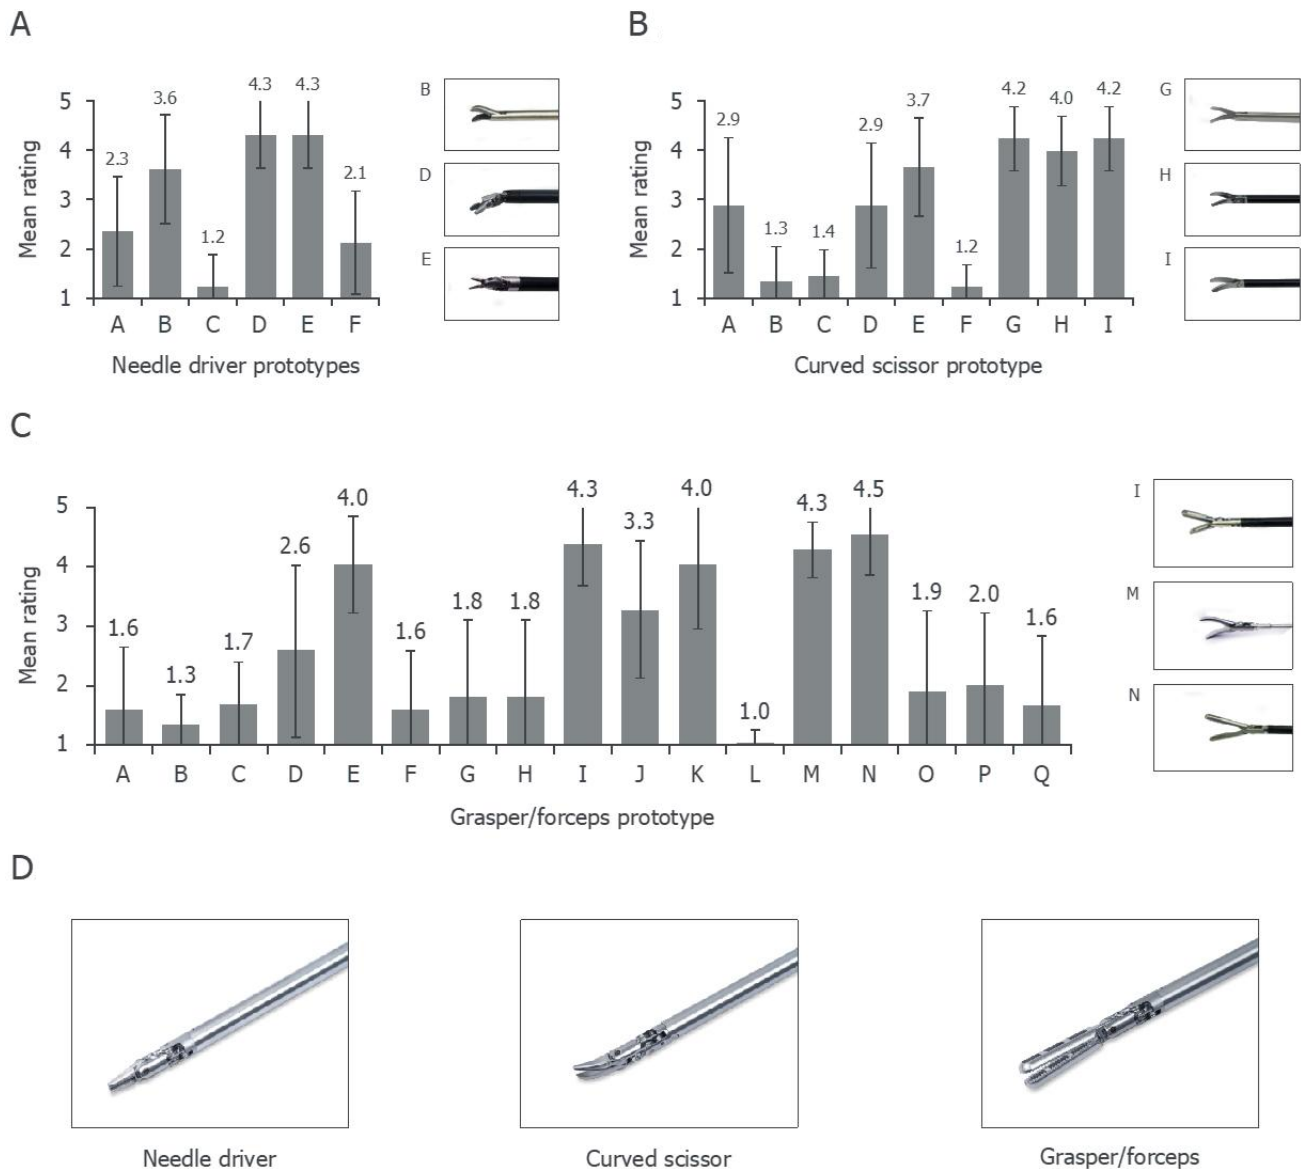 A
5
4
3
2
1
Mean rating
2.3
3.6
1.2
4.3
4.3
2.1
A B C D E F
Needle driver prototypes
B
D
E
B
5
4
3
2
1
Mean rating
2.9
1.3
1.4
2.9
3.7
1.2
4.2
4.0
4.2
A B C D E F G H I
Curved scissor prototype
G
H
I
C
5
4
3
2
1
Mean rating
1.6
1.3
1.7
2.6
4.0
1.6
1.8
1.8
4.3
3.3
4.0
1.0
4.3
4.5
1.9
2.0
1.6
A B C D E F G H I J K L M N O P Q
Grasper/forceps prototype
I
M
N
D
Needle driver
Curved scissor
Grasper/forceps